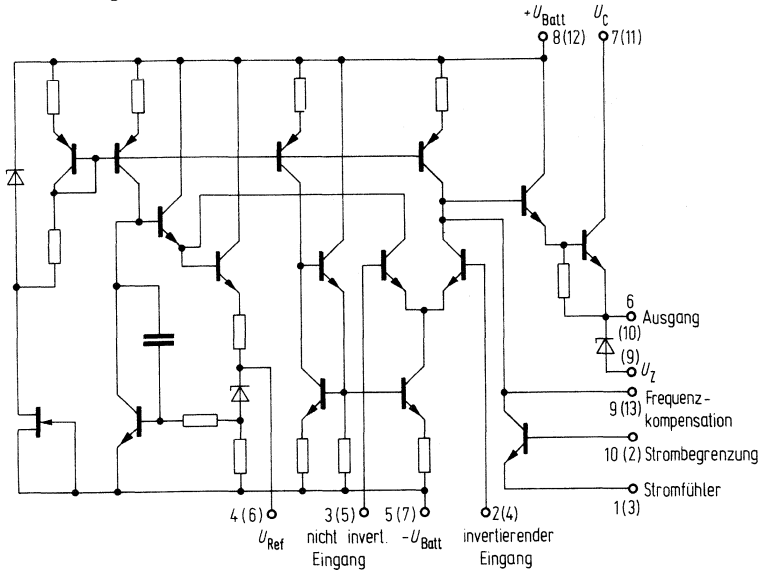 +U_Batt
U_C
8(12)
7(11)
6
Ausgang
(10)
(9)
U_Z
9(13) Frequenz-
kompensation
10(2) Strombegrenzung
Stromfühler
1(3)
4(6)
U_Ref
3(5)
nicht invert.
Eingang
5(7)
-U_Batt
2(4)
invertierender
Eingang